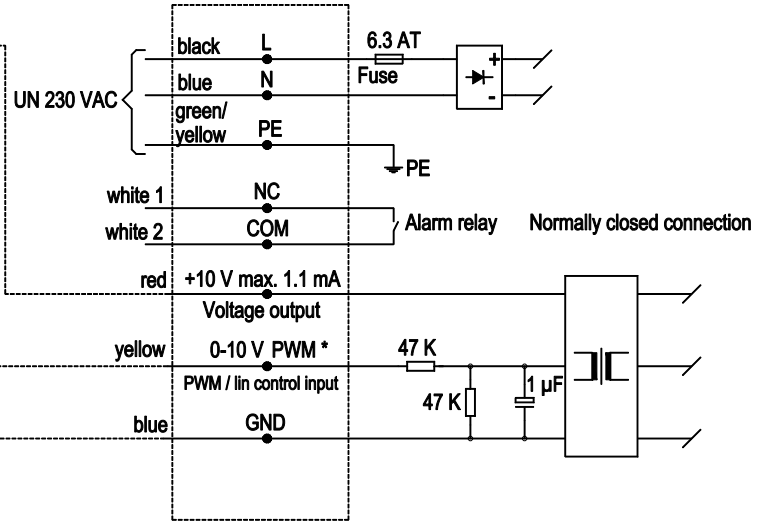 black L 6.3 AT
UN 230 VAC
blue N Fuse
+
-
green/
yellow PE
PE
white 1 NC
white 2 COM Alarm relay Normally closed connection
red +10 V max. 1.1 mA
Voltage output
yellow 0-10 V PWM * 47 K
PWM / lin control input
47 K 1 µF
blue GND